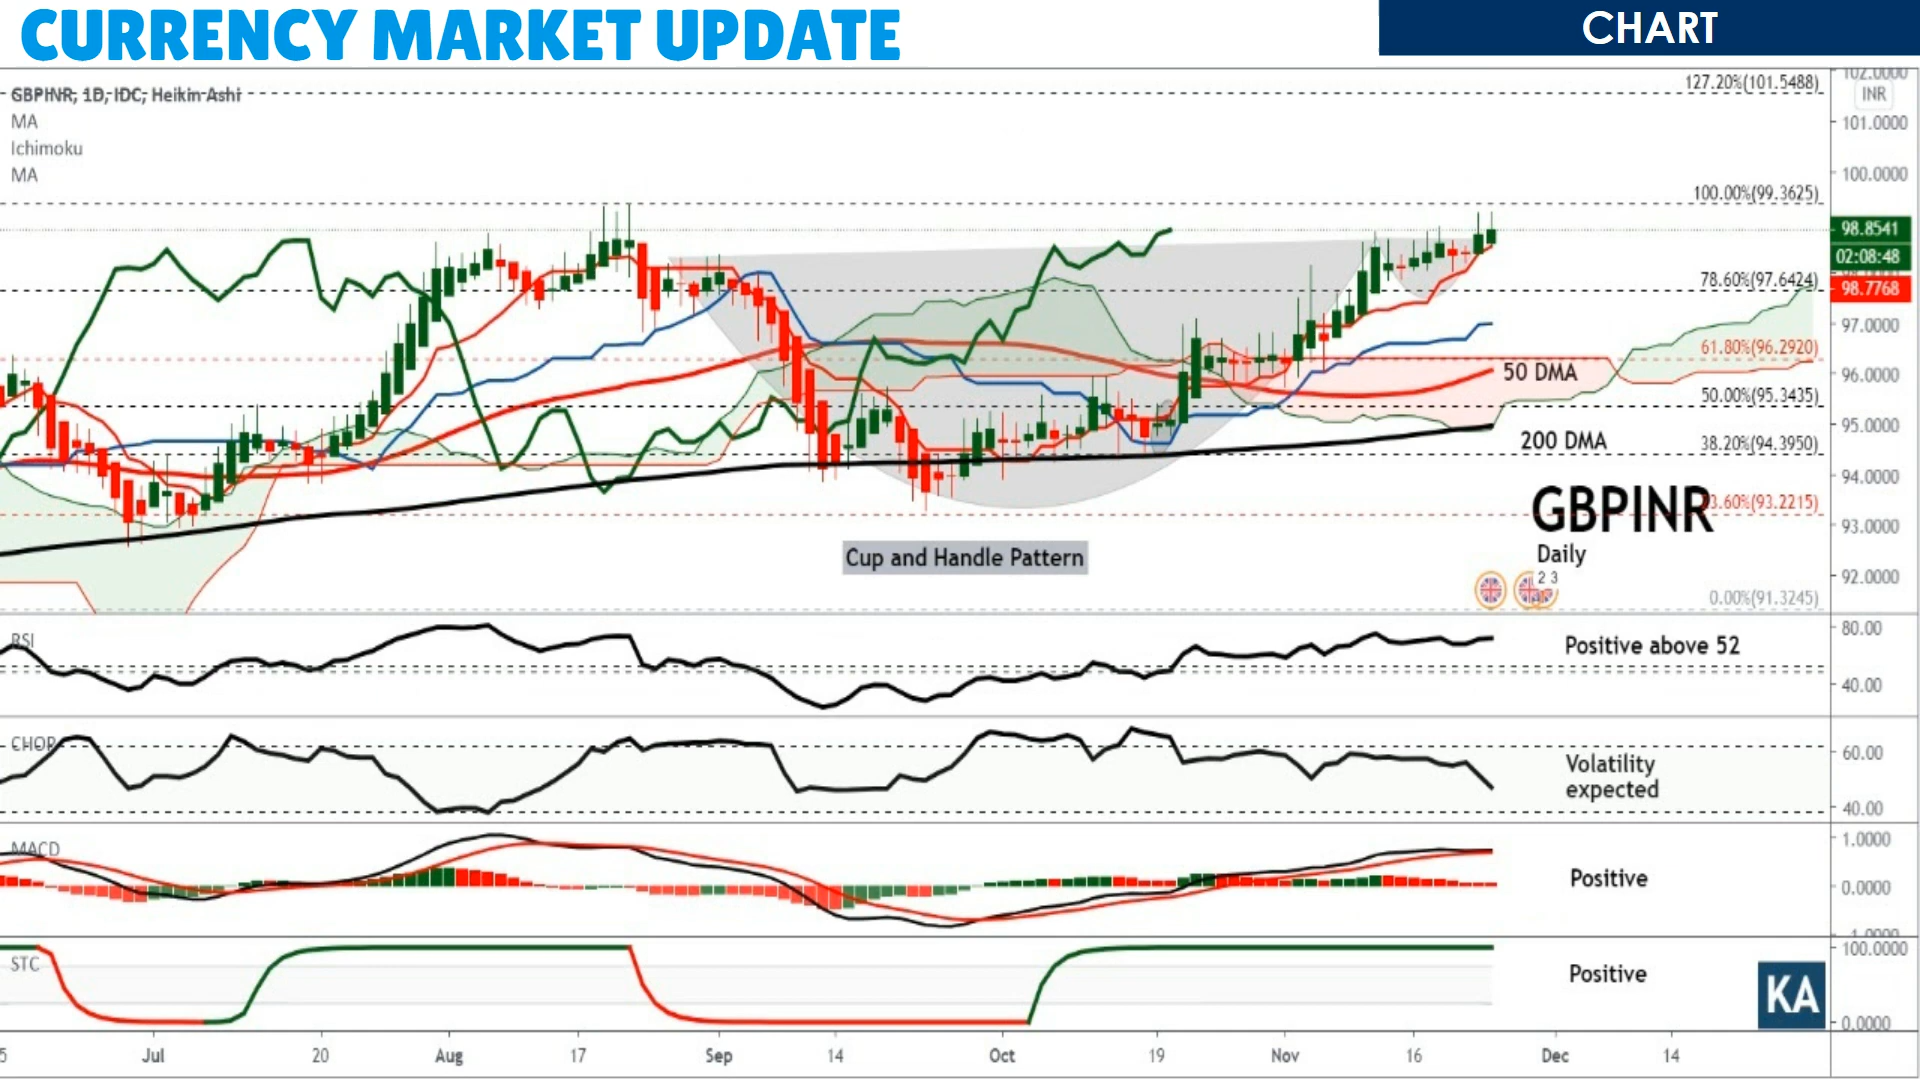 CURRENCY MARKET UPDATE
CHART
GBPINR, 1D, IDC, Heikin Ashi
MA
Ichimoku
MA
127.20%(101.5488)
100.00%(99.3625)
78.60%(97.6424)
61.80%(96.2920)
50.00%(95.3435)
38.20%(94.3950)
3.60%(93.2215)
0.00%(91.3245)
102.0000
INR
101.0000
100.0000
98.8541
02:08:48
98.7768
97.0000
96.0000
95.0000
94.0000
93.0000
92.0000
50 DMA
200 DMA
GBPINR
Daily
2 3
Cup and Handle Pattern
RSI
Positive above 52
80.00
40.00
CHOP
Volatility
expected
60.00
40.00
MACD
Positive
1.0000
0.0000
STC
Positive
100.0000
0.0000
KA
5 Jul 20 Aug 17 Sep 14 Oct 19 Nov 16 Dec 14